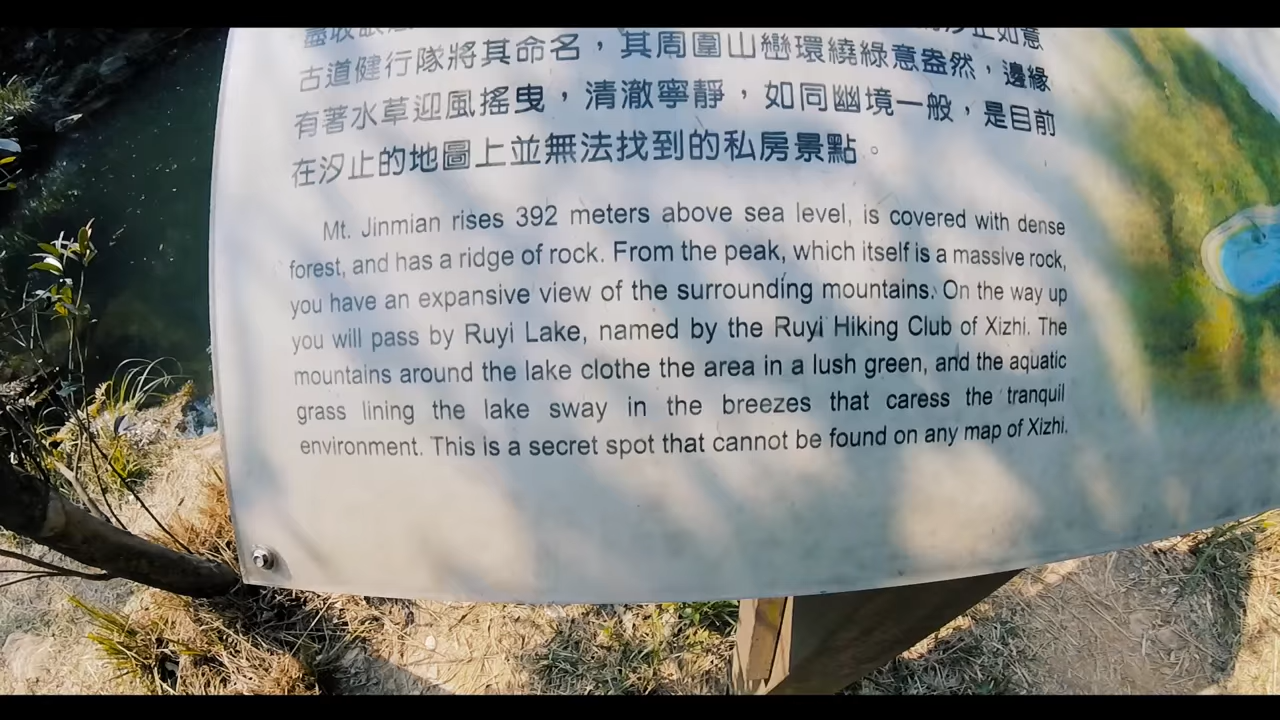 汐止如意
古道健行隊將其命名，其周圍山巒環繞綠意盎然，邊緣
有著水草迎風搖曳，清澈寧靜，如同幽境一般，是目前
在汐止的地圖上並無法找到的私房景點。
Mt. Jinmian rises 392 meters above sea level, is covered with dense
forest, and has a ridge of rock. From the peak, which itself is a massive rock,
you have an expansive view of the surrounding mountains. On the way up
you will pass by Ruyi Lake, named by the Ruyi Hiking Club of Xizhi. The
mountains around the lake clothe the area in a lush green, and the aquatic
grass lining the lake sway in the breezes that caress the tranquil
environment. This is a secret spot that cannot be found on any map of Xizhi.